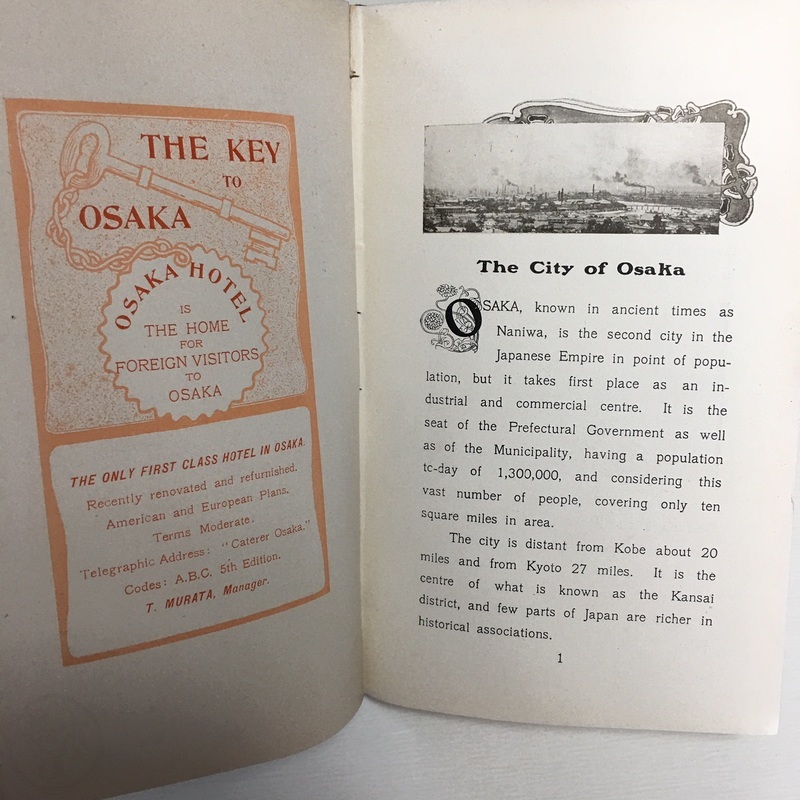 THE KEY
TO
OSAKA
OSAKA HOTEL
IS
THE HOME
FOR
FOREIGN VISITORS
TO
OSAKA
THE ONLY FIRST CLASS HOTEL IN OSAKA.
Recently renovated and refurnished.
American and European Plans.
Terms Moderate.
Telegraphic Address: "Caterer Osaka."
Codes: A.B.C. 5th Edition.
T. MURATA, Manager.
The City of Osaka
OSAKA, known in ancient times as
Naniwa, is the second city in the
Japanese Empire in point of popu-
lation, but it takes first place as an in-
dustrial and commercial centre. It is the
seat of the Prefectural Government as well
as of the Municipality, having a population
tc-day of 1,300,000, and considering this
vast number of people, covering only ten
square miles in area.
The city is distant from Kobe about 20
miles and from Kyoto 27 miles. It is the
centre of what is known as the Kansai
district, and few parts of Japan are richer in
historical associations.
1